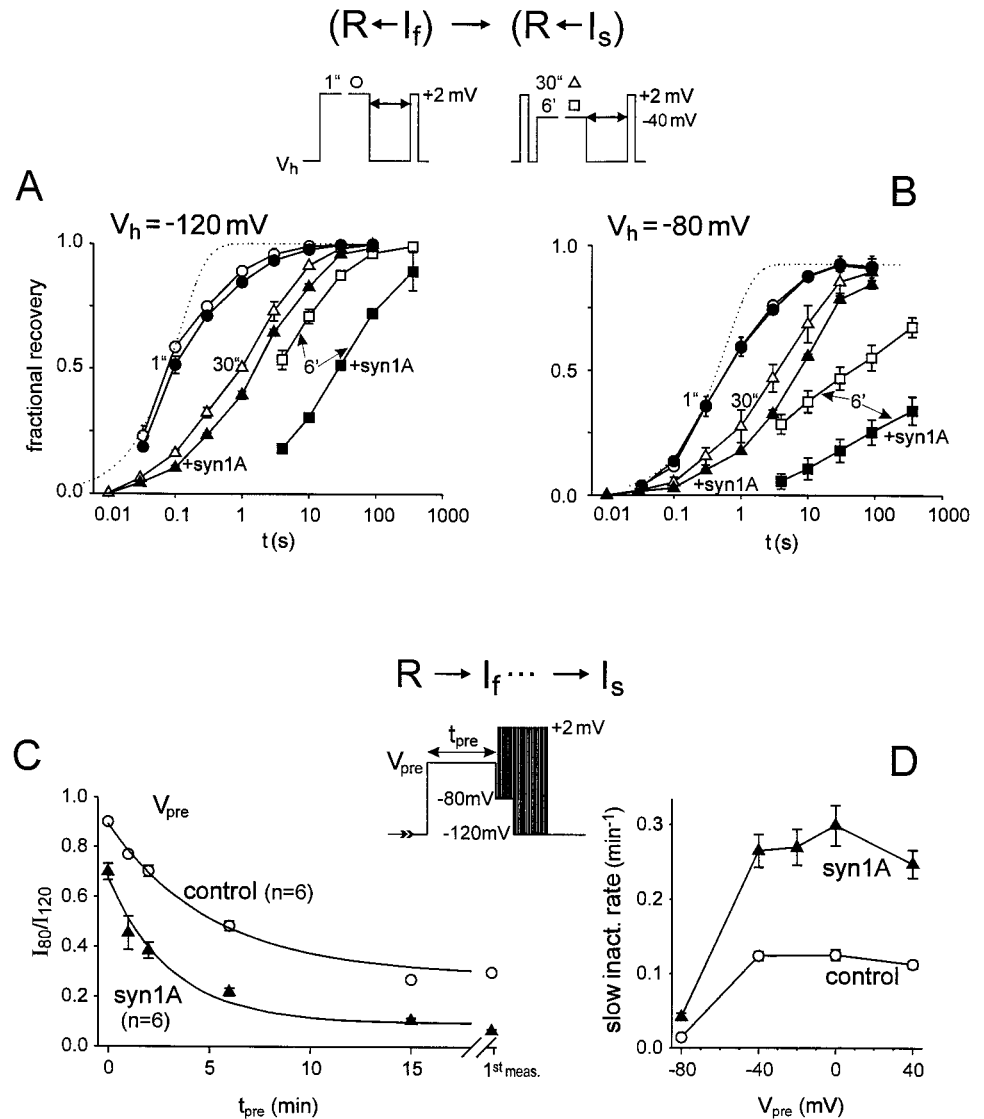 (R ← I_f) → (R ← I_s)
1“ ○ +2 mV
30“ △ +2 mV
6’ □ -40 mV
V_h
A
B
V_h = -120 mV
V_h = -80 mV
fractional recovery
1.0
0.5
0.0
1“
30“
6’
+syn1A
+syn1A
0.01 0.1 1 10 100 1000
t (s)
1.0
0.5
0.0
1“
30“
6’
+syn1A
+syn1A
0.01 0.1 1 10 100 1000
t (s)
R → I_f ··· → I_s
C
D
t_pre
+2 mV
V_pre
-80mV
-120mV
V_pre
I_80/I_120
1.0
0.8
0.6
0.4
0.2
0.0
control (n=6)
syn1A
(n=6)
0 5 10 15 1st meas.
t_pre (min)
slow inact. rate (min⁻¹)
0.3
0.2
0.1
0.0
syn1A
control
-80 -40 0 40
V_pre (mV)